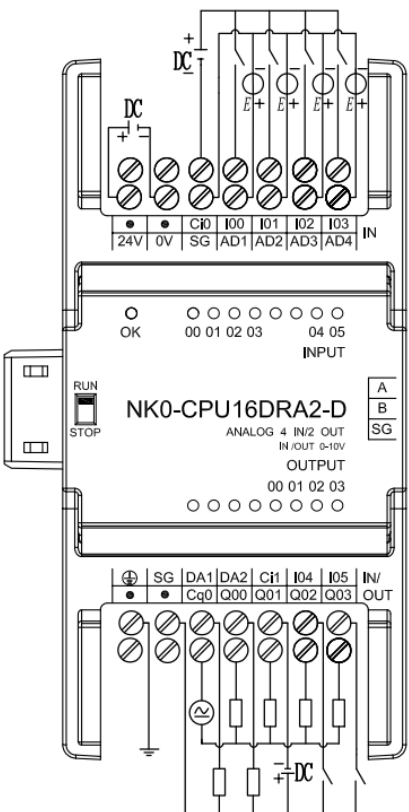 +
DC
−
− − −
E+ E+ E+ E+
DC
+ −
Ci0 I00 I01 I02 I03
24V 0V SG AD1 AD2 AD3 AD4
IN
OK
00 01 02 03 04 05
INPUT
RUN
STOP
NK0-CPU16DRA2-D
A
B
SG
ANALOG 4 IN/2 OUT
IN/OUT 0-10V
OUTPUT
00 01 02 03
SG DA1 DA2 Ci1 I04 I05 IN/
Cq0 Q00 Q01 Q02 Q03 OUT
−
+
DC